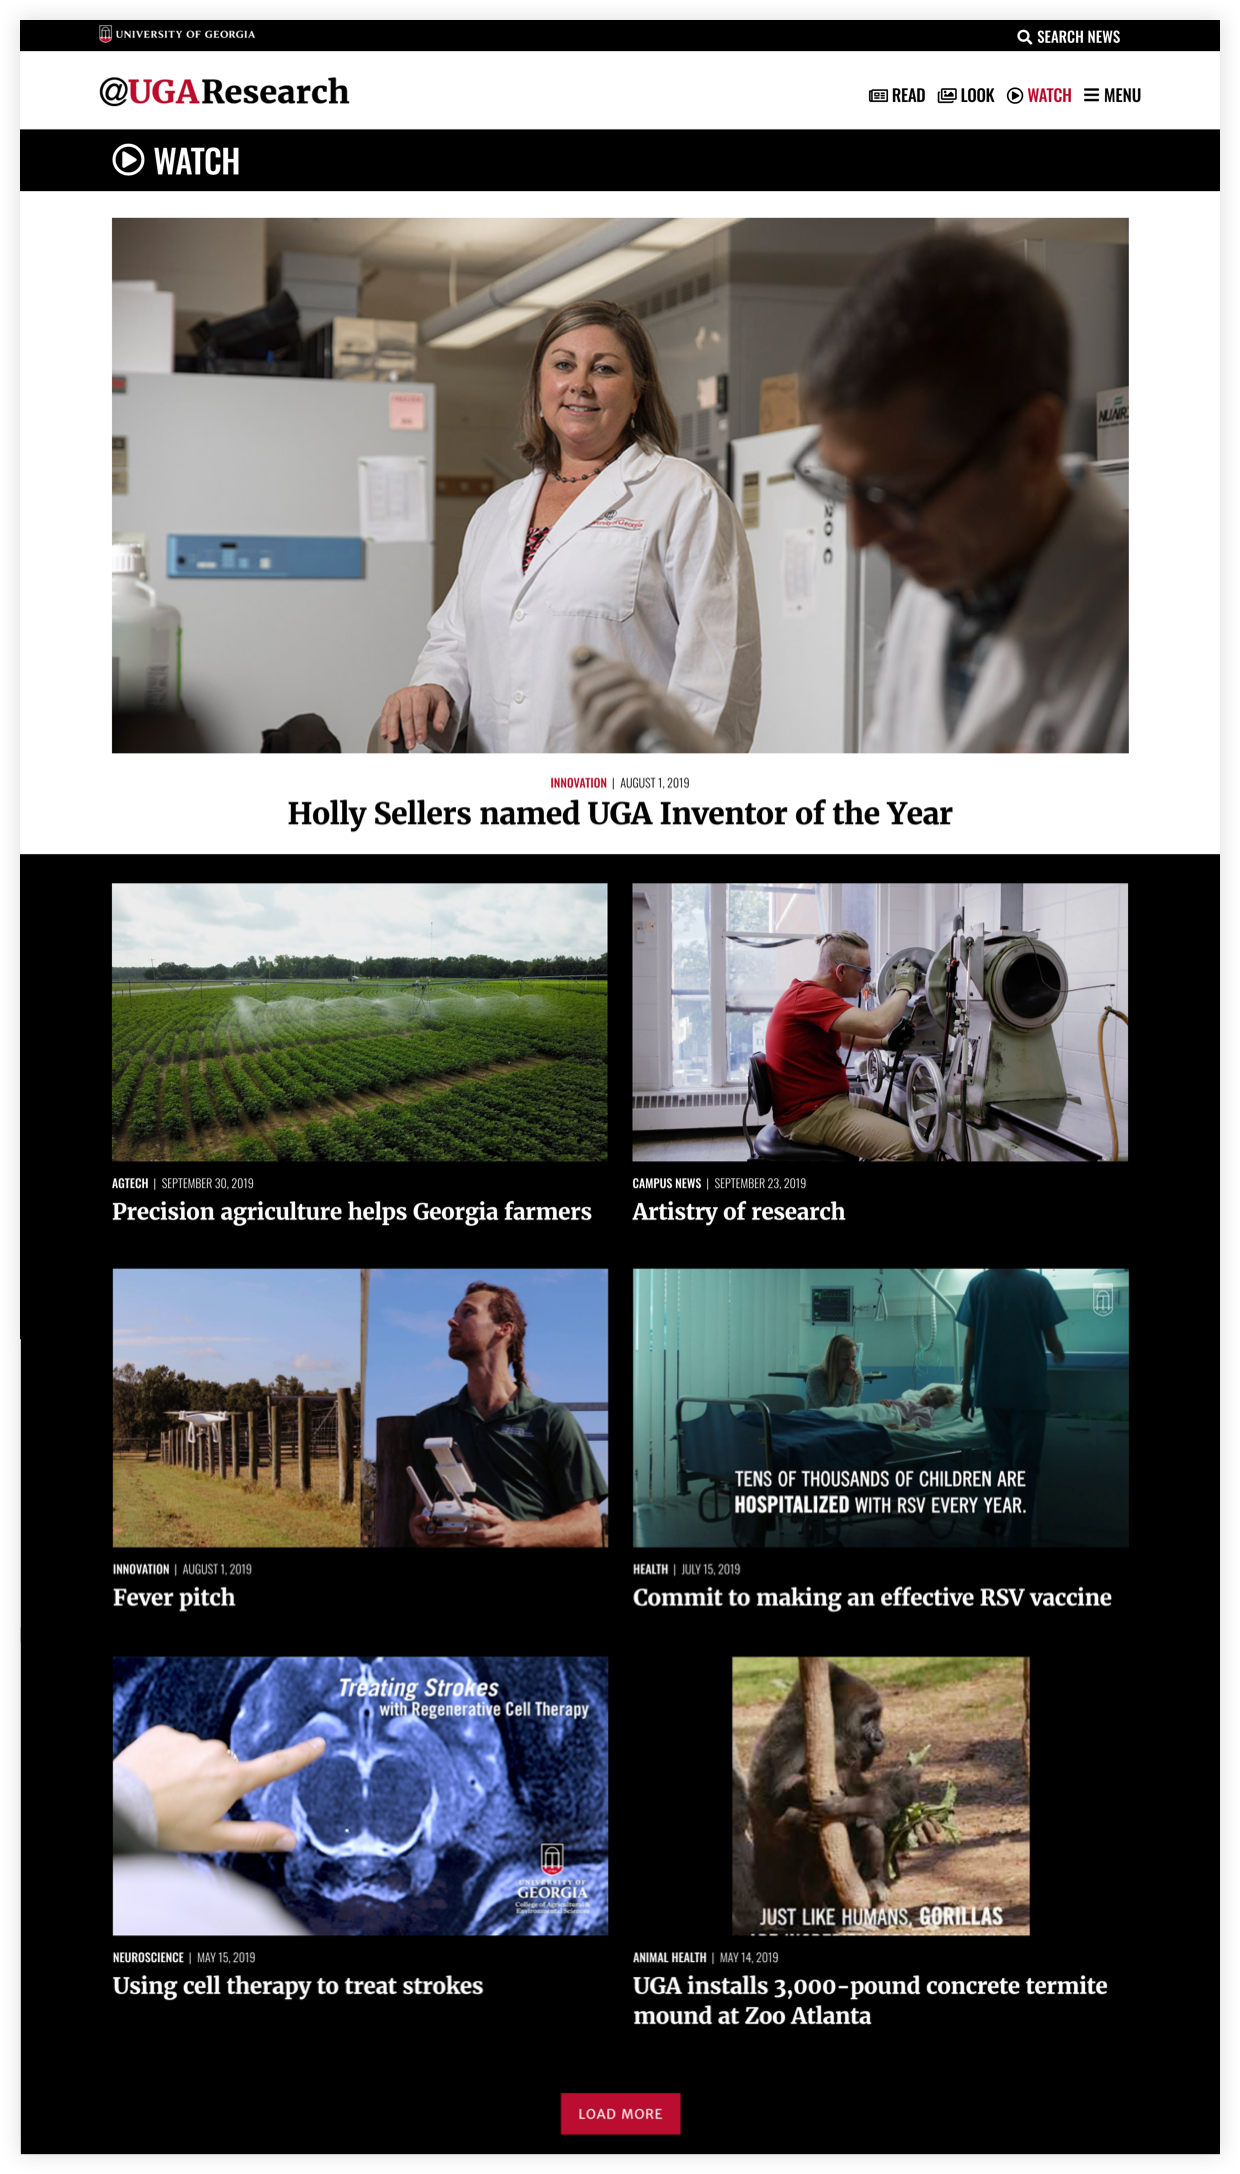 UNIVERSITY OF GEORGIA
SEARCH NEWS
@UGAResearch
READ LOOK WATCH MENU
WATCH
NUAIR
INNOVATION | AUGUST 1, 2019
Holly Sellers named UGA Inventor of the Year
AGTECH | SEPTEMBER 30, 2019
Precision agriculture helps Georgia farmers
CAMPUS NEWS | SEPTEMBER 23, 2019
Artistry of research
TENS OF THOUSANDS OF CHILDREN ARE
HOSPITALIZED WITH RSV EVERY YEAR.
INNOVATION | AUGUST 1, 2019
Fever pitch
HEALTH | JULY 15, 2019
Commit to making an effective RSV vaccine
Treating Strokes
with Regenerative Cell Therapy
UNIVERSITY OF
GEORGIA
College of Agricultural &
Environmental Sciences
JUST LIKE HUMANS, GORILLAS
NEUROSCIENCE | MAY 15, 2019
Using cell therapy to treat strokes
ANIMAL HEALTH | MAY 14, 2019
UGA installs 3,000-pound concrete termite
mound at Zoo Atlanta
LOAD MORE